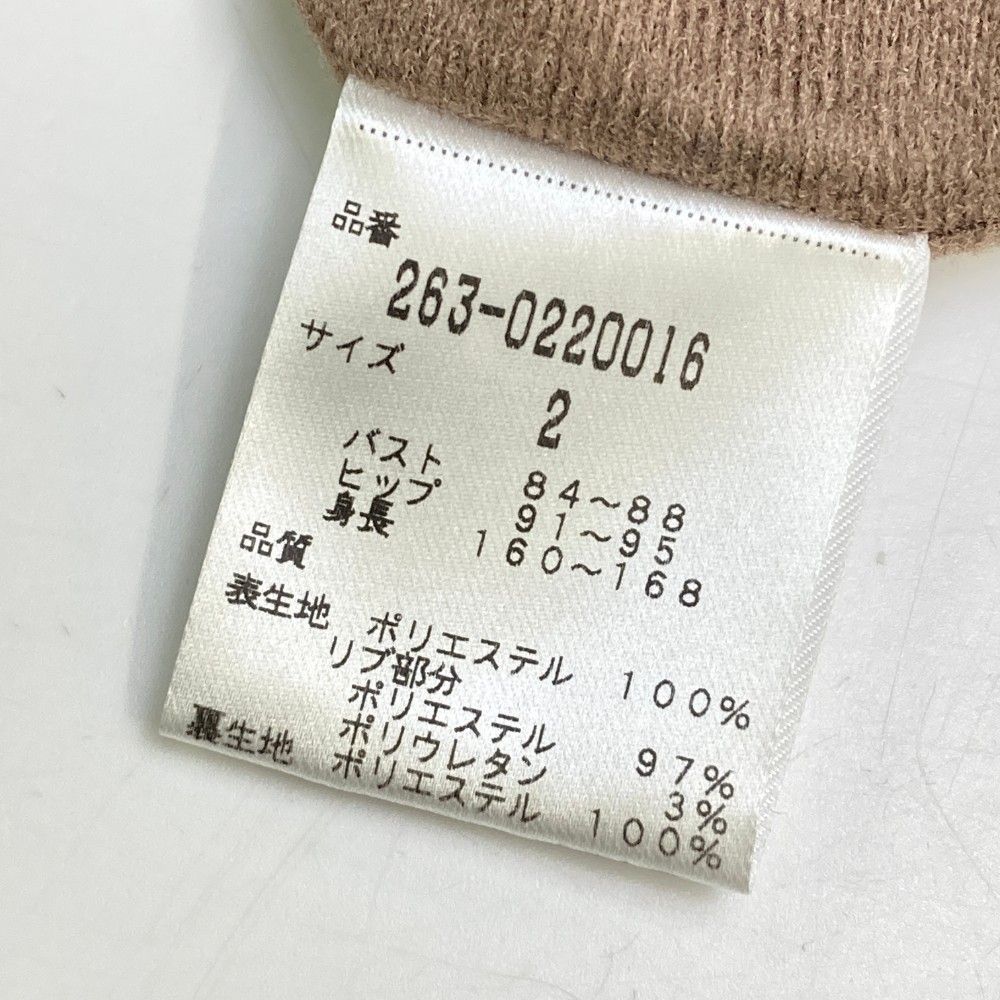 品番
263-0220016
サイズ
2
バスト 84～88
ヒップ 91～95
身長 160～168
品質
表生地 ポリエステル 100%
リブ部分
ポリエステル 97%
ポリウレタン 3%
裏生地 ポリエステル 100%